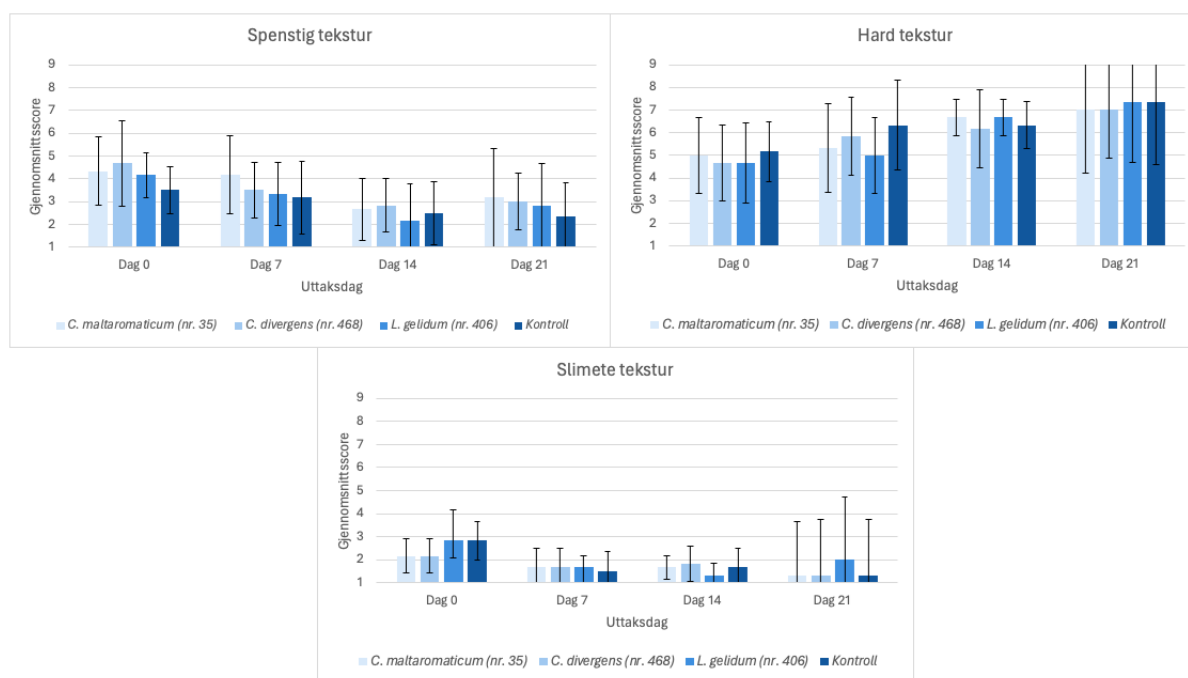 Spenstig tekstur
9
8
7
6
5
4
3
2
1
Gjennomsnittsscore
Dag 0 Dag 7 Dag 14 Dag 21
Uttaksdag
C. maltaromaticum (nr. 35) C. divergens (nr. 468) L. gelidum (nr. 406) Kontroll
Hard tekstur
9
8
7
6
5
4
3
2
1
Gjennomsnittsscore
Dag 0 Dag 7 Dag 14 Dag 21
Uttaksdag
C. maltaromaticum (nr. 35) C. divergens (nr. 468) L. gelidum (nr. 406) Kontroll
Slimete tekstur
9
8
7
6
5
4
3
2
1
Gjennomsnittsscore
Dag 0 Dag 7 Dag 14 Dag 21
Uttaksdag
C. maltaromaticum (nr. 35) C. divergens (nr. 468) L. gelidum (nr. 406) Kontroll